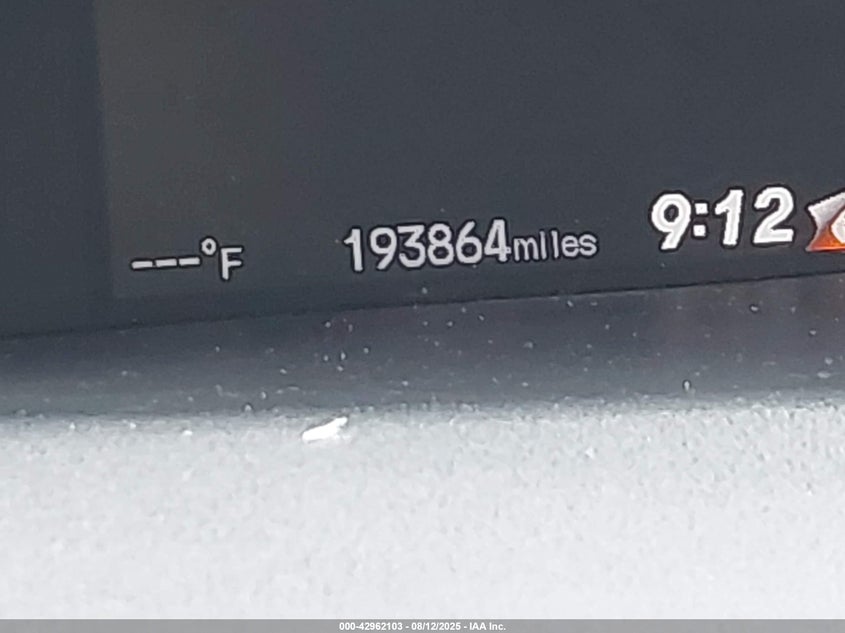 ---°F 193864miles 9:12
000-42962103 - 08/12/2025 - IAA Inc.